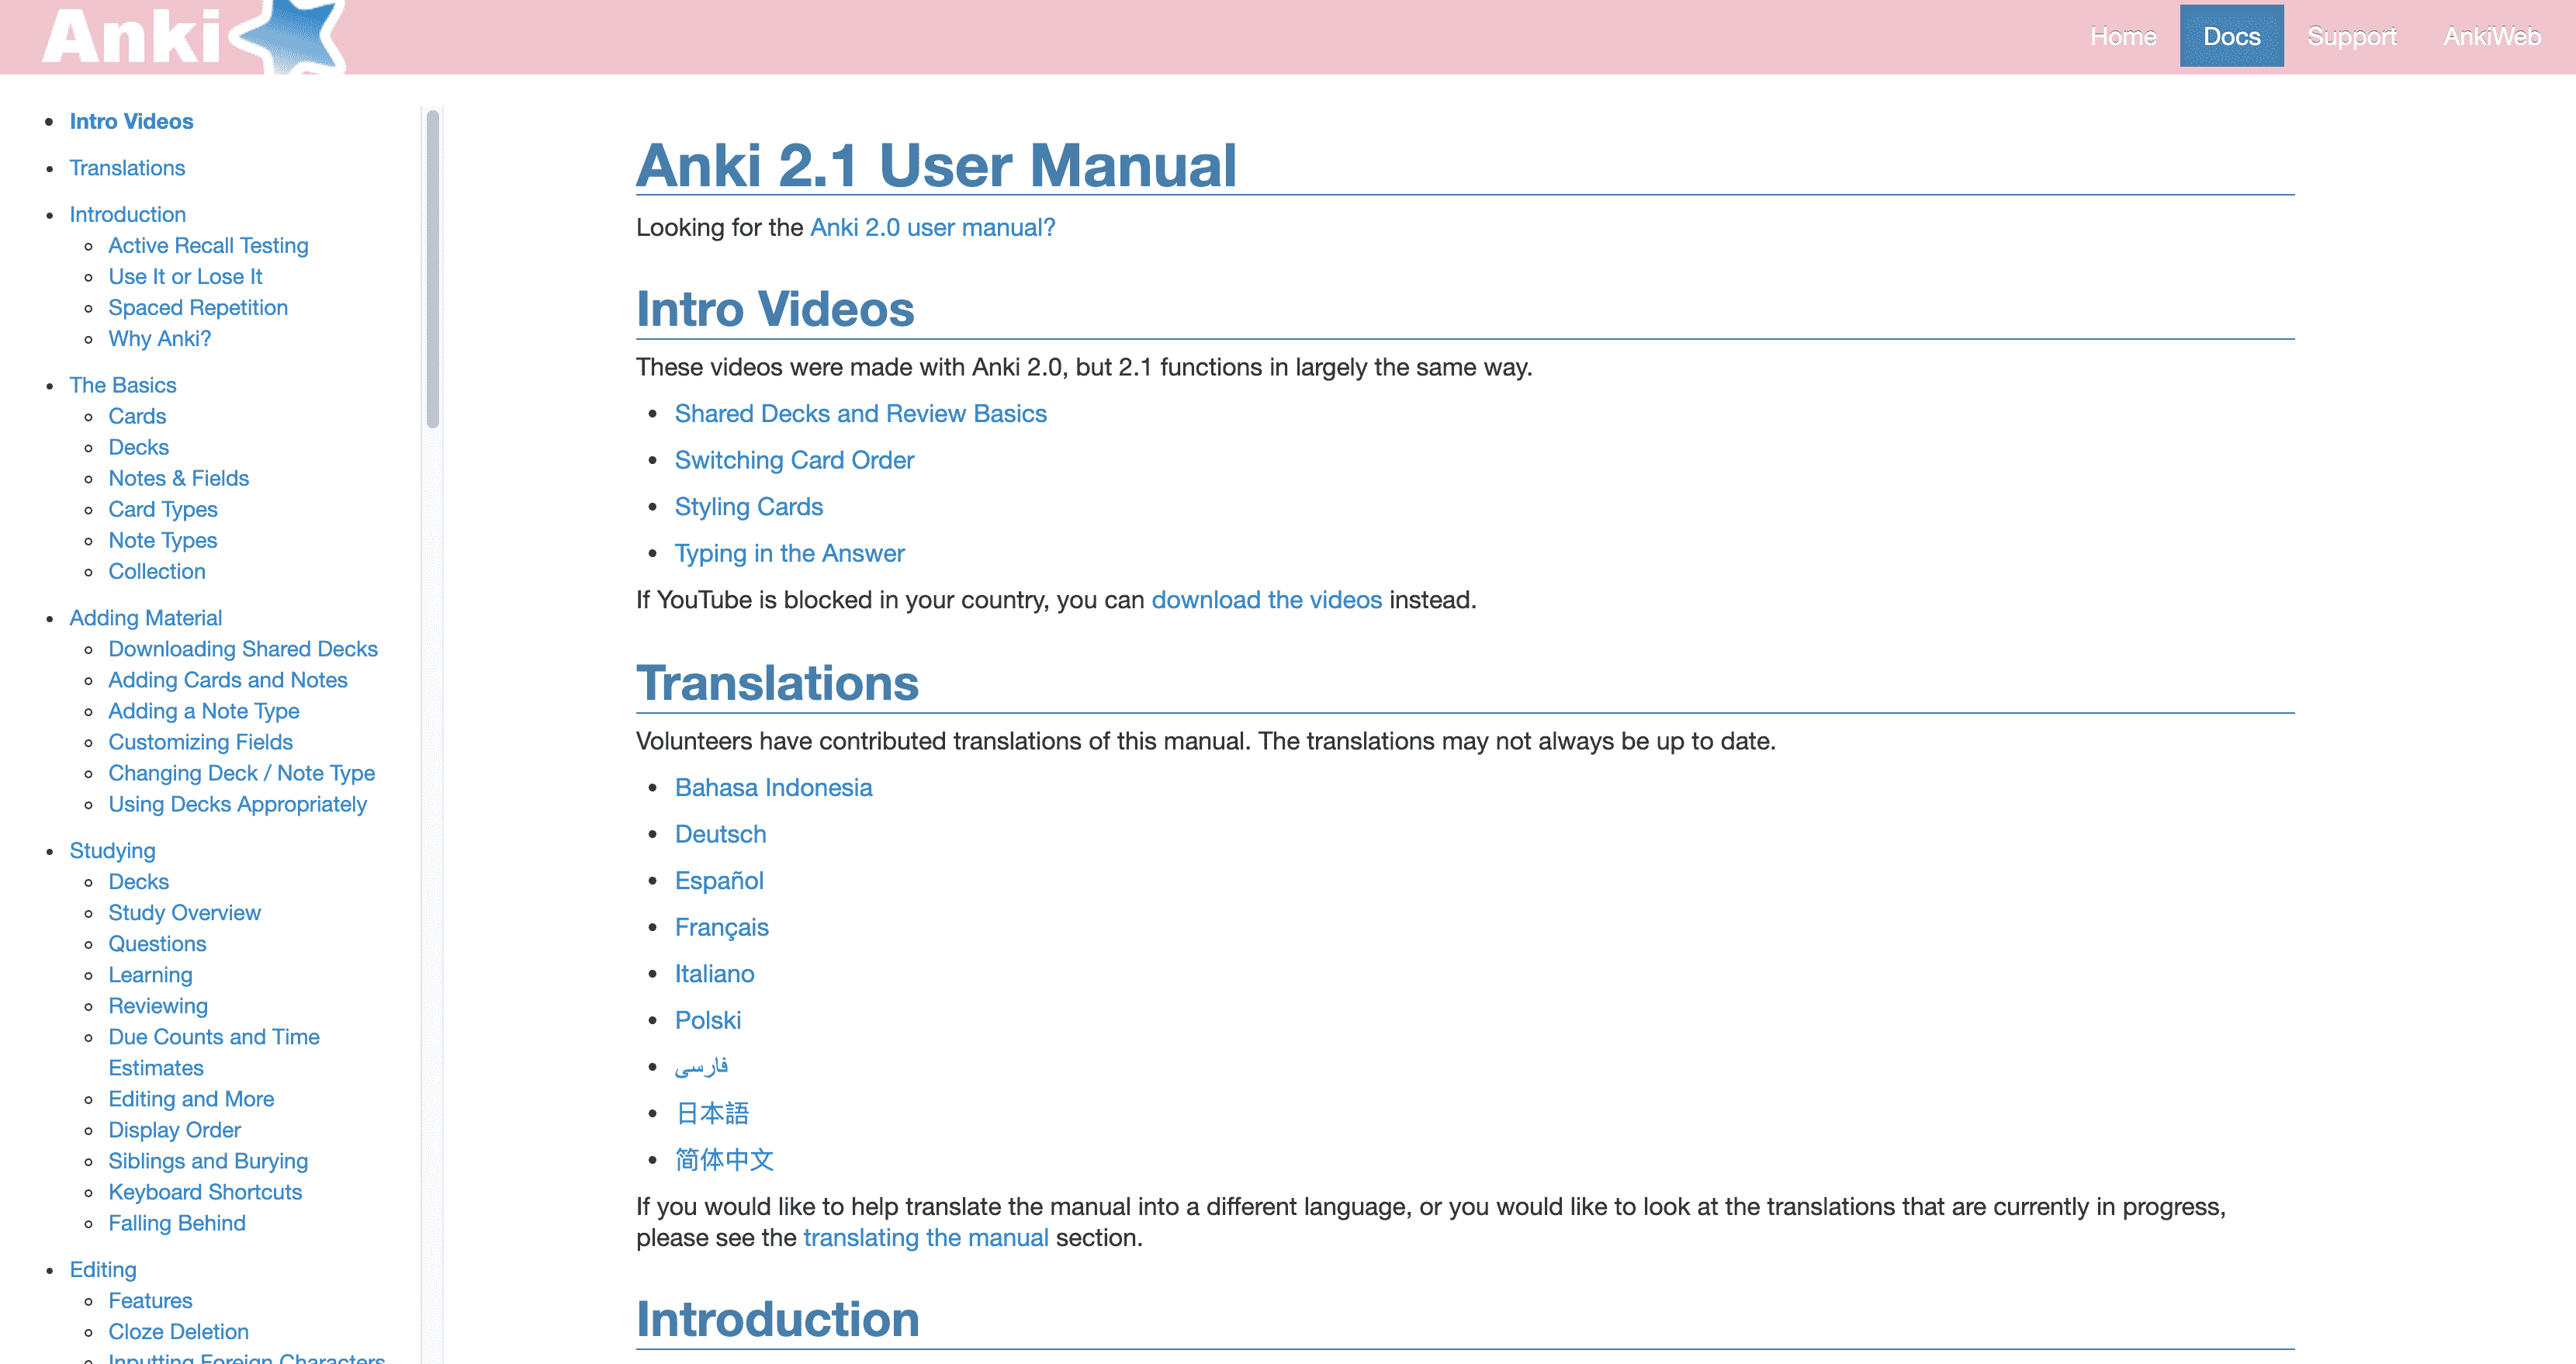 Anki
Home
Docs
Support
AnkiWeb
Intro Videos
Translations
Introduction
Active Recall Testing
Use It or Lose It
Spaced Repetition
Why Anki?
The Basics
Cards
Decks
Notes & Fields
Card Types
Note Types
Collection
Adding Material
Downloading Shared Decks
Adding Cards and Notes
Adding a Note Type
Customizing Fields
Changing Deck / Note Type
Using Decks Appropriately
Studying
Decks
Study Overview
Questions
Learning
Reviewing
Due Counts and Time
Estimates
Editing and More
Display Order
Siblings and Burying
Keyboard Shortcuts
Falling Behind
Editing
Features
Cloze Deletion
Inputting Foreign Characters
Anki 2.1 User Manual
Looking for the Anki 2.0 user manual?
Intro Videos
These videos were made with Anki 2.0, but 2.1 functions in largely the same way.
Shared Decks and Review Basics
Switching Card Order
Styling Cards
Typing in the Answer
If YouTube is blocked in your country, you can download the videos instead.
Translations
Volunteers have contributed translations of this manual. The translations may not always be up to date.
Bahasa Indonesia
Deutsch
Español
Français
Italiano
Polski
فارسی
日本語
简体中文
If you would like to help translate the manual into a different language, or you would like to look at the translations that are currently in progress,
please see the translating the manual section.
Introduction